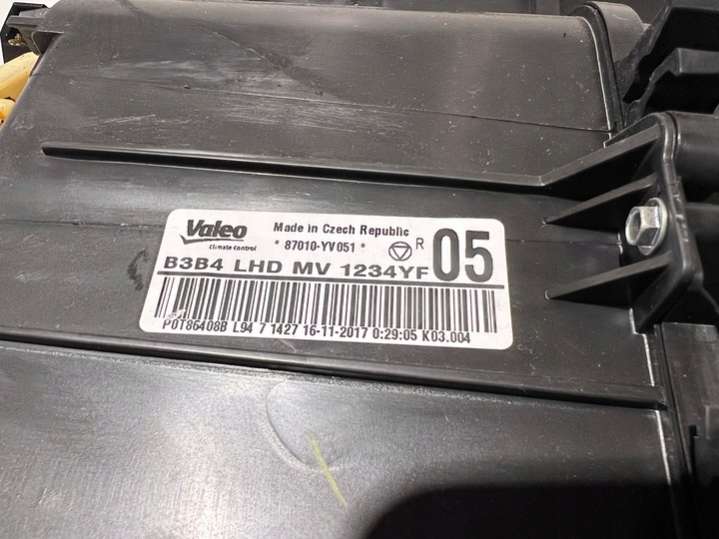 Valeo
climate control
Made in Czech Republic
* 87010-YV051 *
R
05
B3B4 LHD MV 1234YF
P0T86408B L94 7 1427 16-11-2017 0:29:05 K03.004